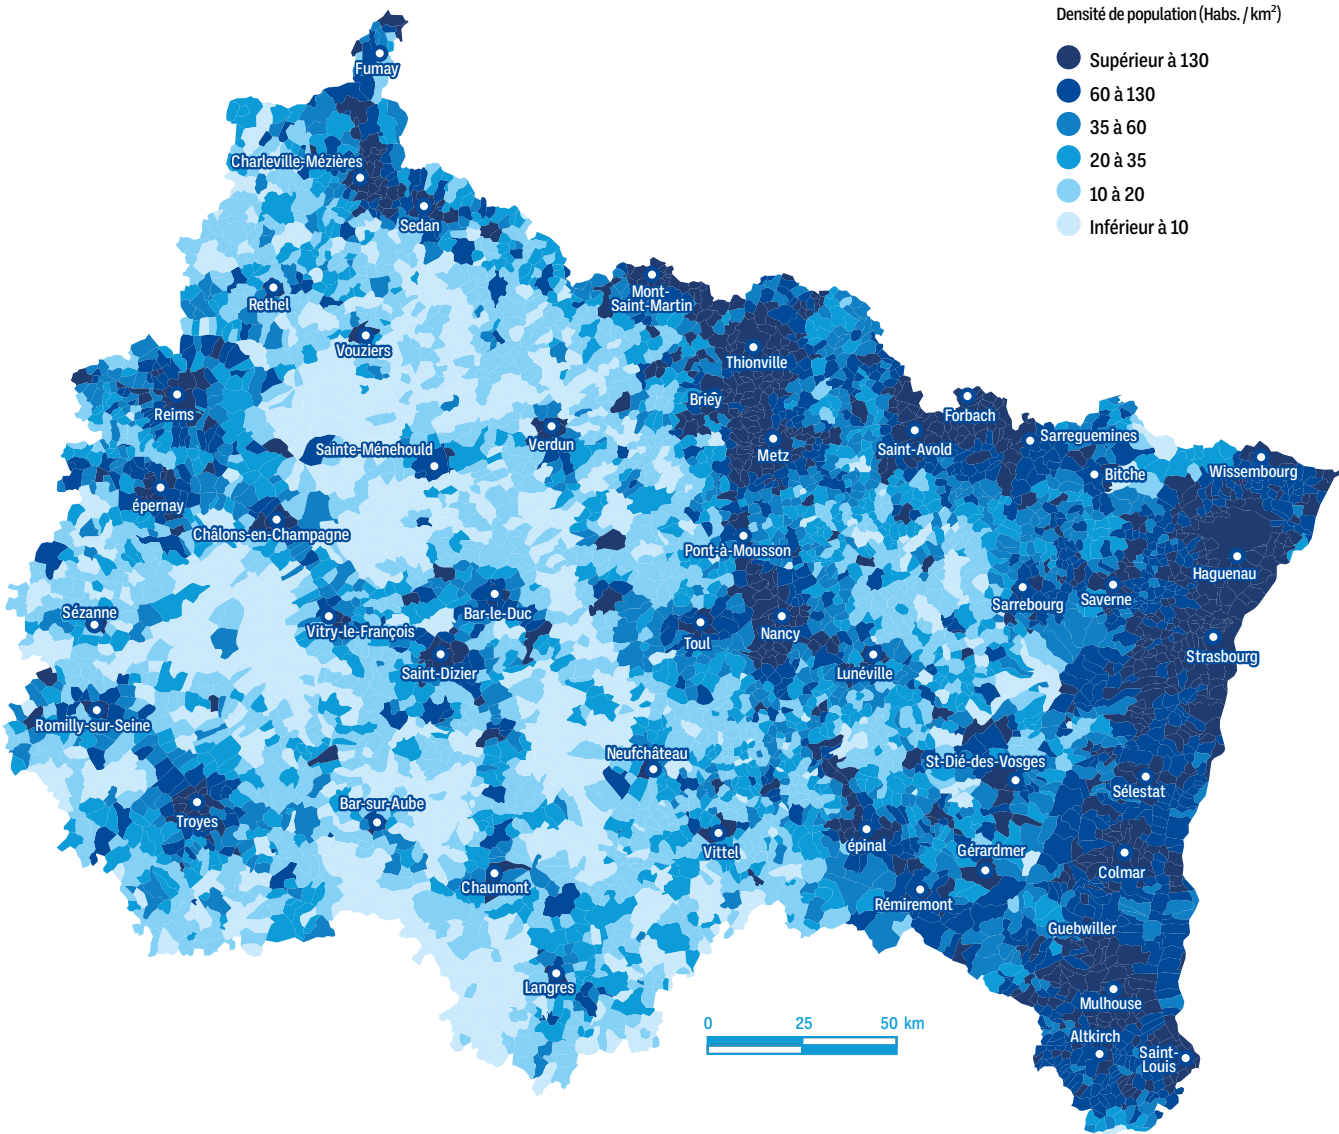 Densité de population (Habs. / km²)
Supérieur à 130
60 à 130
35 à 60
20 à 35
10 à 20
Inférieur à 10
Fumay
Charleville-Mézières
Sedan
Rethel
Mont-
Saint-Martin
Vouziers
Thionville
Reims
Briey
Forbach
Sainte-Ménehould
Verdun
Metz
Saint-Avold
Sarreguemines
Bitche
Wissembourg
épernay
Châlons-en-Champagne
Pont-à-Mousson
Haguenau
Sézanne
Vitry-le-François
Bar-le-Duc
Toul
Nancy
Sarrebourg
Saverne
Saint-Dizier
Lunéville
Strasbourg
Romilly-sur-Seine
Neufchâteau
St-Dié-des-Vosges
Sélestat
Troyes
Bar-sur-Aube
Vittel
épinal
Gérardmer
Colmar
Chaumont
Rémiremont
Guebwiller
Langres
Mulhouse
0 25 50 km
Altkirch
Saint-
Louis